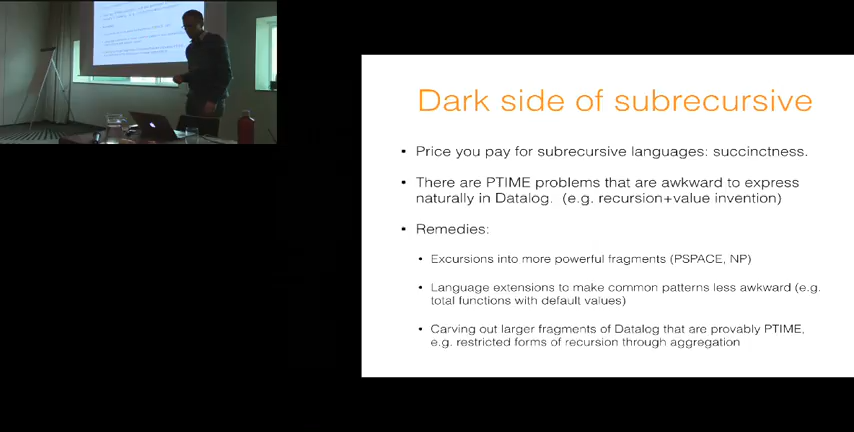 Dark side of subrecursive
• Price you pay for subrecursive languages: succinctness.
• There are PTIME problems that are awkward to express
naturally in Datalog. (e.g. recursion+value invention)
• Remedies:
• Excursions into more powerful fragments (PSPACE, NP)
• Language extensions to make common patterns less awkward (e.g.
total functions with default values)
• Carving out larger fragments of Datalog that are provably PTIME,
e.g. restricted forms of recursion through aggregation